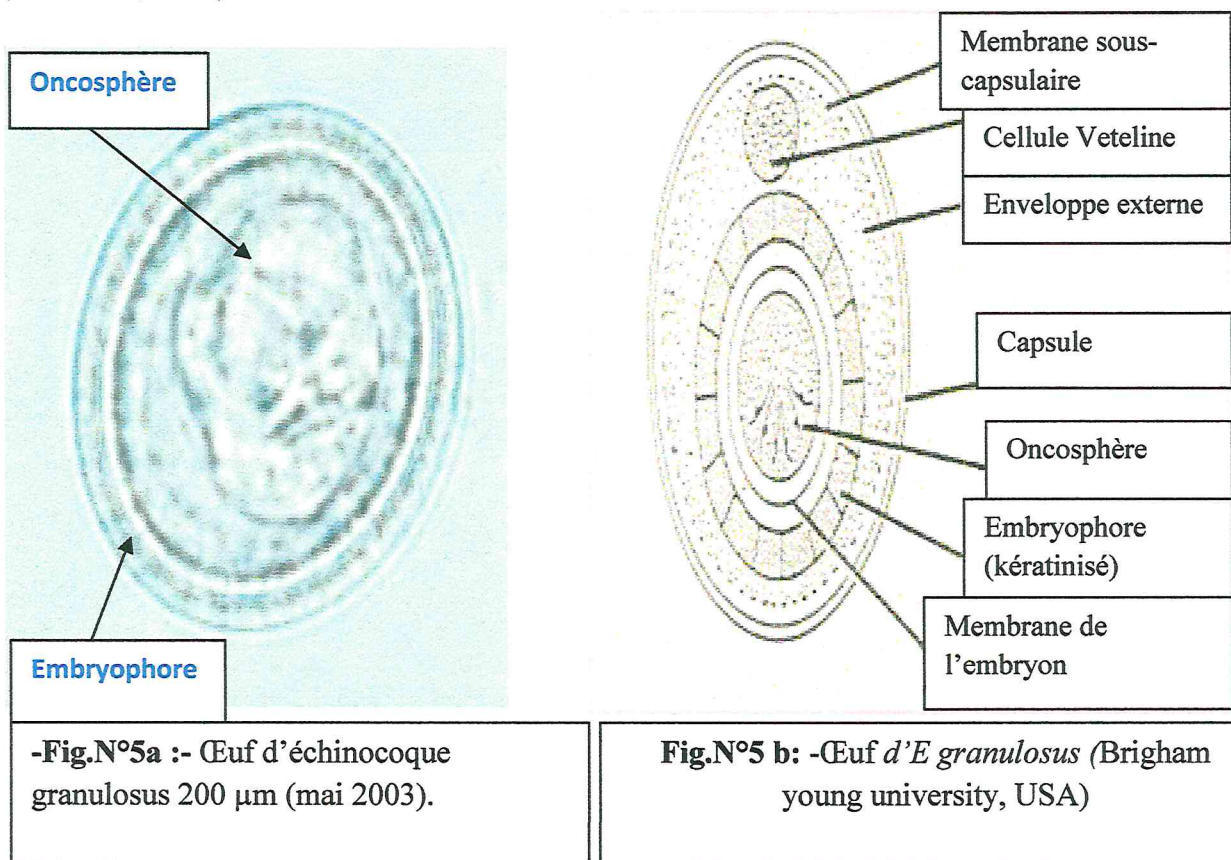 Oncosphère
Embryophore
-Fig.N°5a :- Œuf d'échinocoque
granulosus 200 µm (mai 2003).
Membrane sous-
capsulaire
Cellule Veteline
Enveloppe externe
Capsule
Oncosphère
Embryophore
(kératinisé)
Membrane de
l'embryon
Fig.N°5 b: -Œuf d'E granulosus (Brigham
young university, USA)